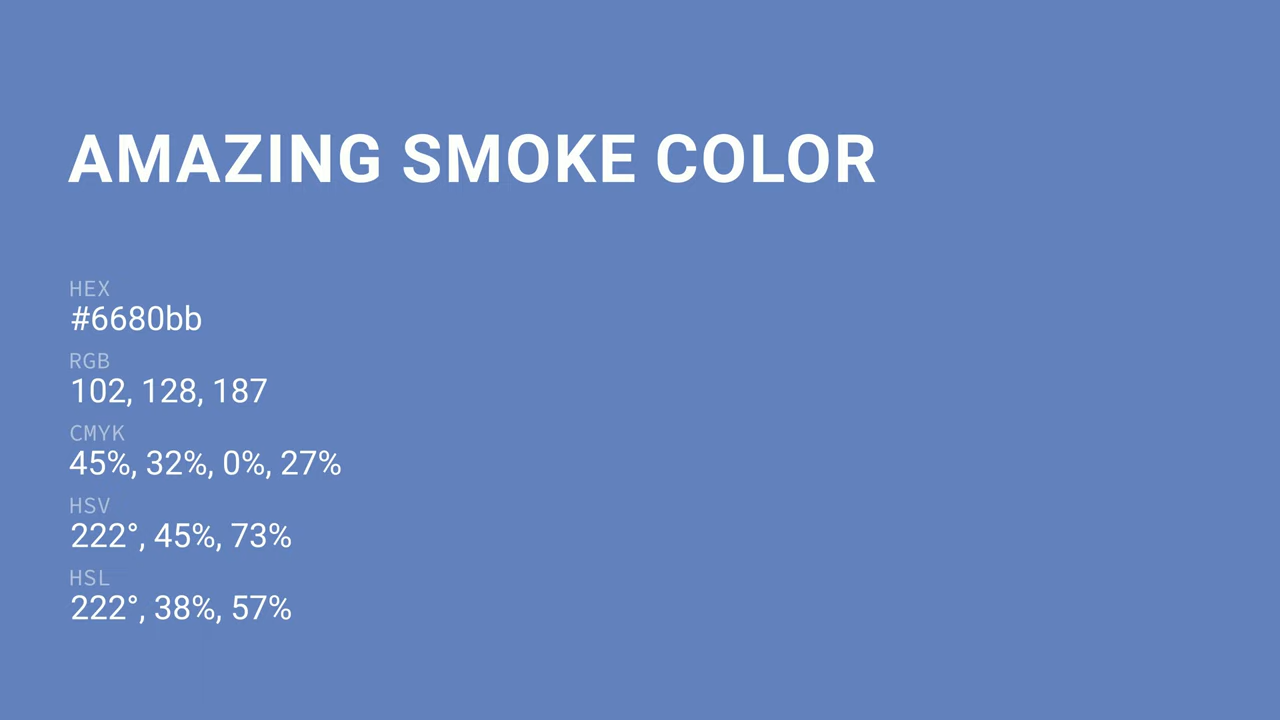 AMAZING SMOKE COLOR
HEX
#6680bb
RGB
102, 128, 187
CMYK
45%, 32%, 0%, 27%
HSV
222°, 45%, 73%
HSL
222°, 38%, 57%